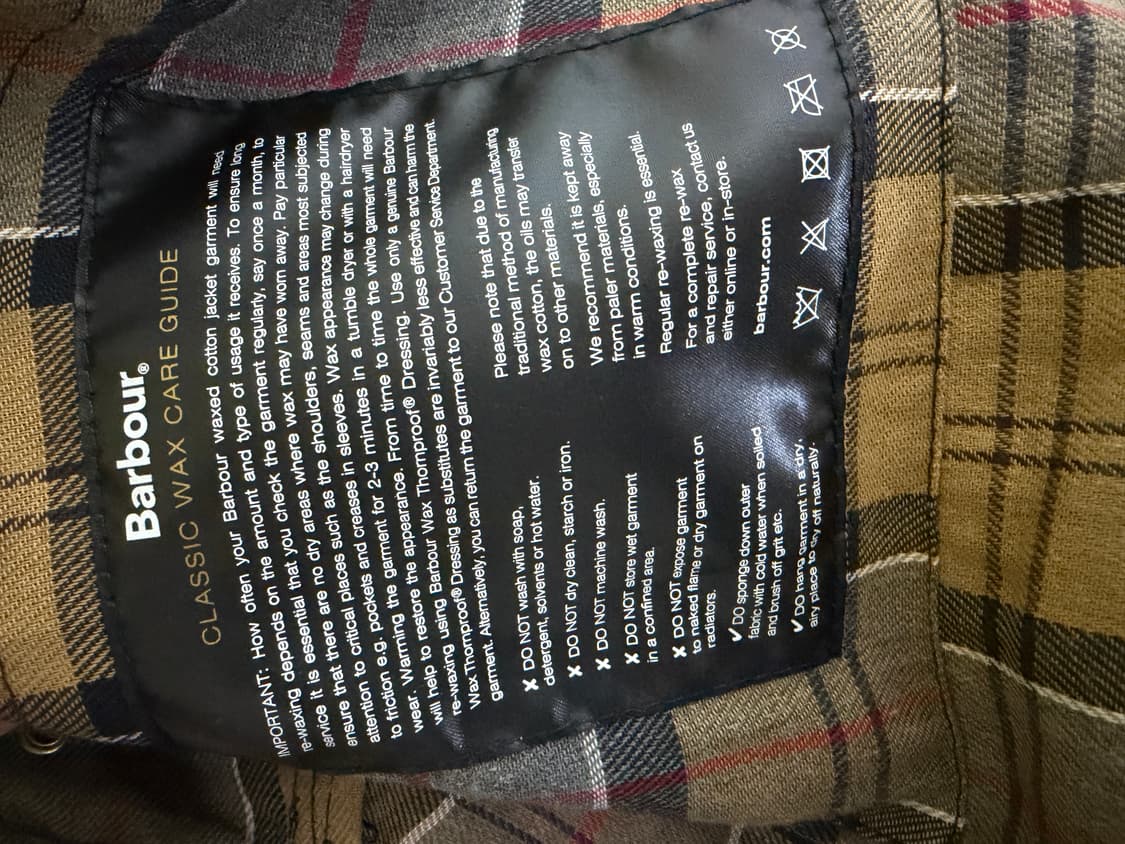 Barbour®
CLASSIC WAX CARE GUIDE
IMPORTANT: How often your Barbour waxed cotton jacket garment will need
re-waxing depends on the amount and type of usage it receives. To ensure long
service it is essential that you check the garment regularly, say once a month, to
ensure that there are no dry areas where wax may have worn away. Pay particular
attention to critical places such as the shoulders, seams and areas most subjected
to friction e.g. pockets and creases in sleeves. Wax appearance may change during
wear. Warming the garment for 2-3 minutes in a tumble dryer or with a hairdryer
will help to restore the appearance. From time to time the whole garment will need
re-waxing using Barbour Wax Thornproof® Dressing. Use only a genuine Barbour
Wax Thornproof® Dressing as substitutes are invariably less effective and can harm the
garment. Alternatively, you can return the garment to our Customer Service Department.
✗ DO NOT wash with soap,
detergent, solvents or hot water.
✗ DO NOT dry clean, starch or iron.
✗ DO NOT machine wash.
✗ DO NOT store wet garment
in a confined area.
✗ DO NOT expose garment
to naked flame or dry garment on
radiators.
✓ DO sponge down outer
fabric with cold water when soiled
and brush off grit etc.
✓ DO hang garment in a dry,
airy place to dry off naturally.
Please note that due to the
traditional method of manufacturing
wax cotton, the oils may transfer
on to other materials.
We recommend it is kept away
from paler materials, especially
in warm conditions.
Regular re-waxing is essential.
For a complete re-wax
and repair service, contact us
either online or in-store.
barbour.com